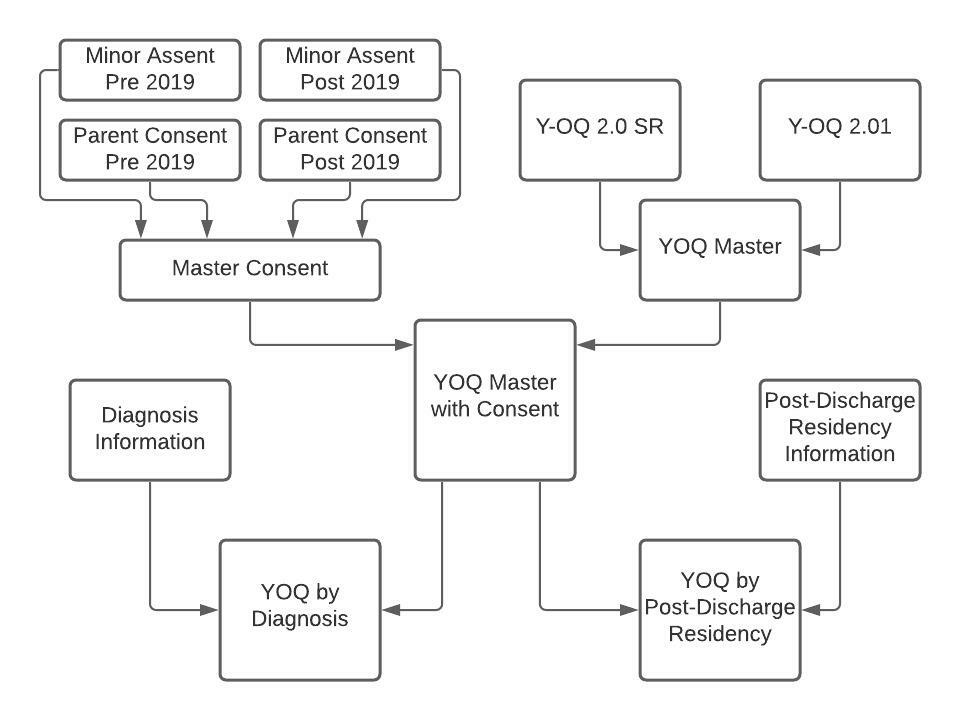 Minor Assent
Pre 2019
Minor Assent
Post 2019
Parent Consent
Pre 2019
Parent Consent
Post 2019
Y-OQ 2.0 SR
Y-OQ 2.01
Master Consent
YOQ Master
YOQ Master
with Consent
Diagnosis
Information
Post-Discharge
Residency
Information
YOQ by
Diagnosis
YOQ by
Post-Discharge
Residency